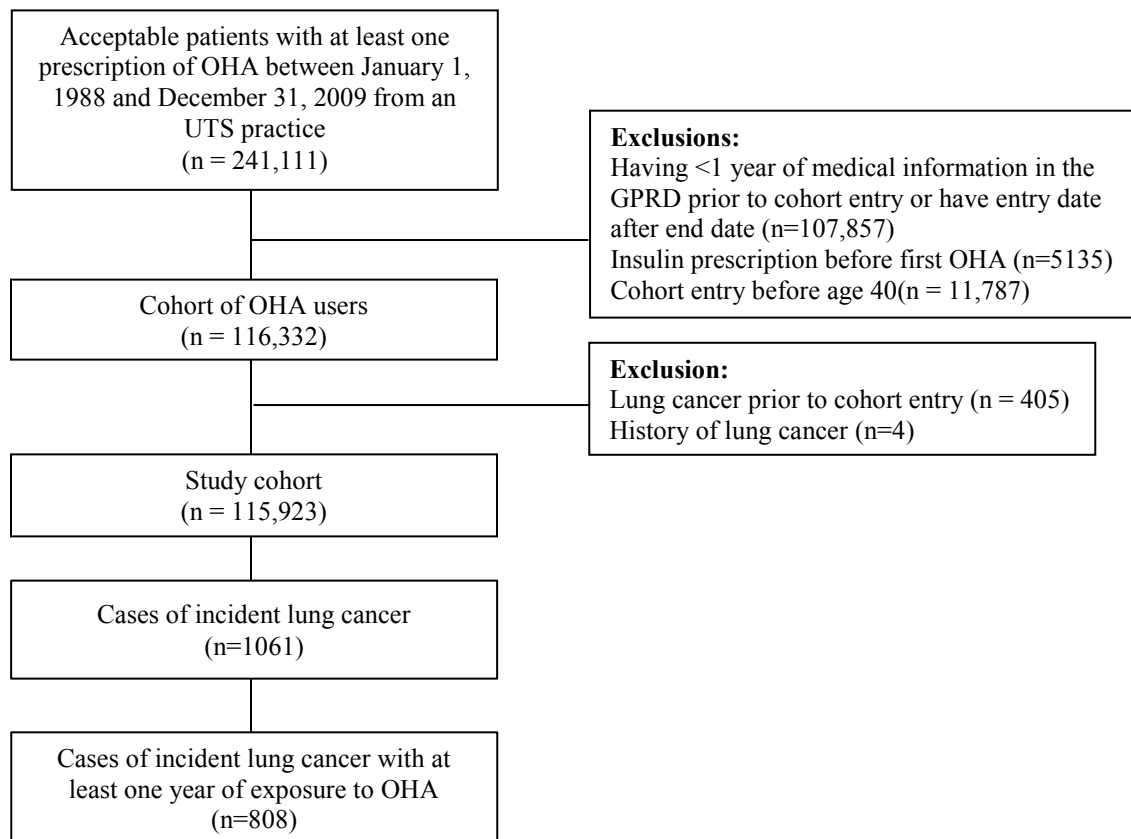 Acceptable patients with at least one
prescription of OHA between January 1,
1988 and December 31, 2009 from an
UTS practice
(n = 241,111)
Exclusions:
Having <1 year of medical information in the
GPRD prior to cohort entry or have entry date
after end date (n=107,857)
Insulin prescription before first OHA (n=5135)
Cohort entry before age 40(n = 11,787)
Cohort of OHA users
(n = 116,332)
Exclusion:
Lung cancer prior to cohort entry (n = 405)
History of lung cancer (n=4)
Study cohort
(n = 115,923)
Cases of incident lung cancer
(n=1061)
Cases of incident lung cancer with at
least one year of exposure to OHA
(n=808)